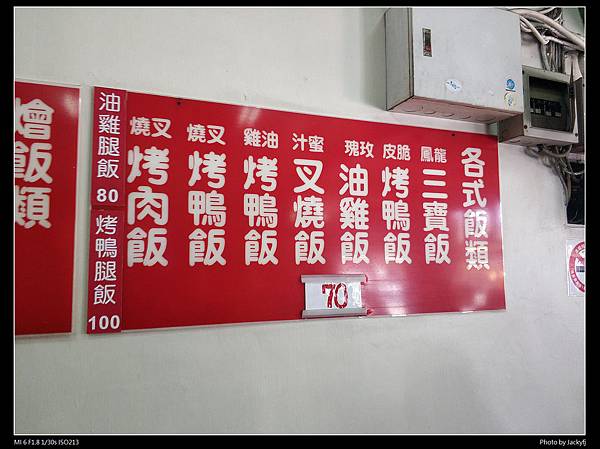 各式飯類
龍鳳
三寶飯
脆皮
烤鴨飯
玫瑰
油雞飯
蜜汁
叉燒飯
油雞
烤鴨飯
叉燒
烤鴨飯
叉燒
烤肉飯
70
油雞腿飯 80
烤鴨腿飯 100
燴飯類
MI 6 F1.8 1/30s ISO213
Photo by Jackyfj